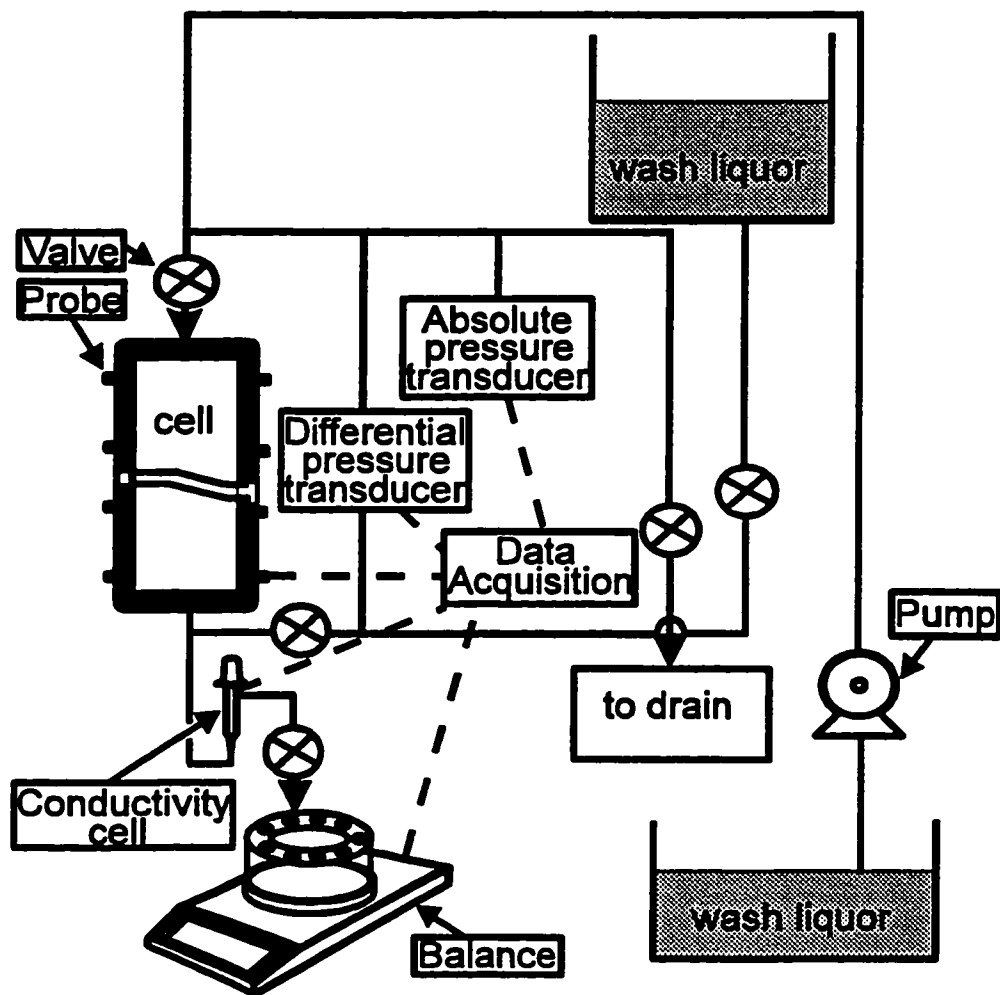 wash liquor
Valve
Probe
Absolute
pressure
transducer
cell
Differential
pressure
transducer
Data
Acquisition
Pump
to drain
Conductivity
cell
wash liquor
Balance